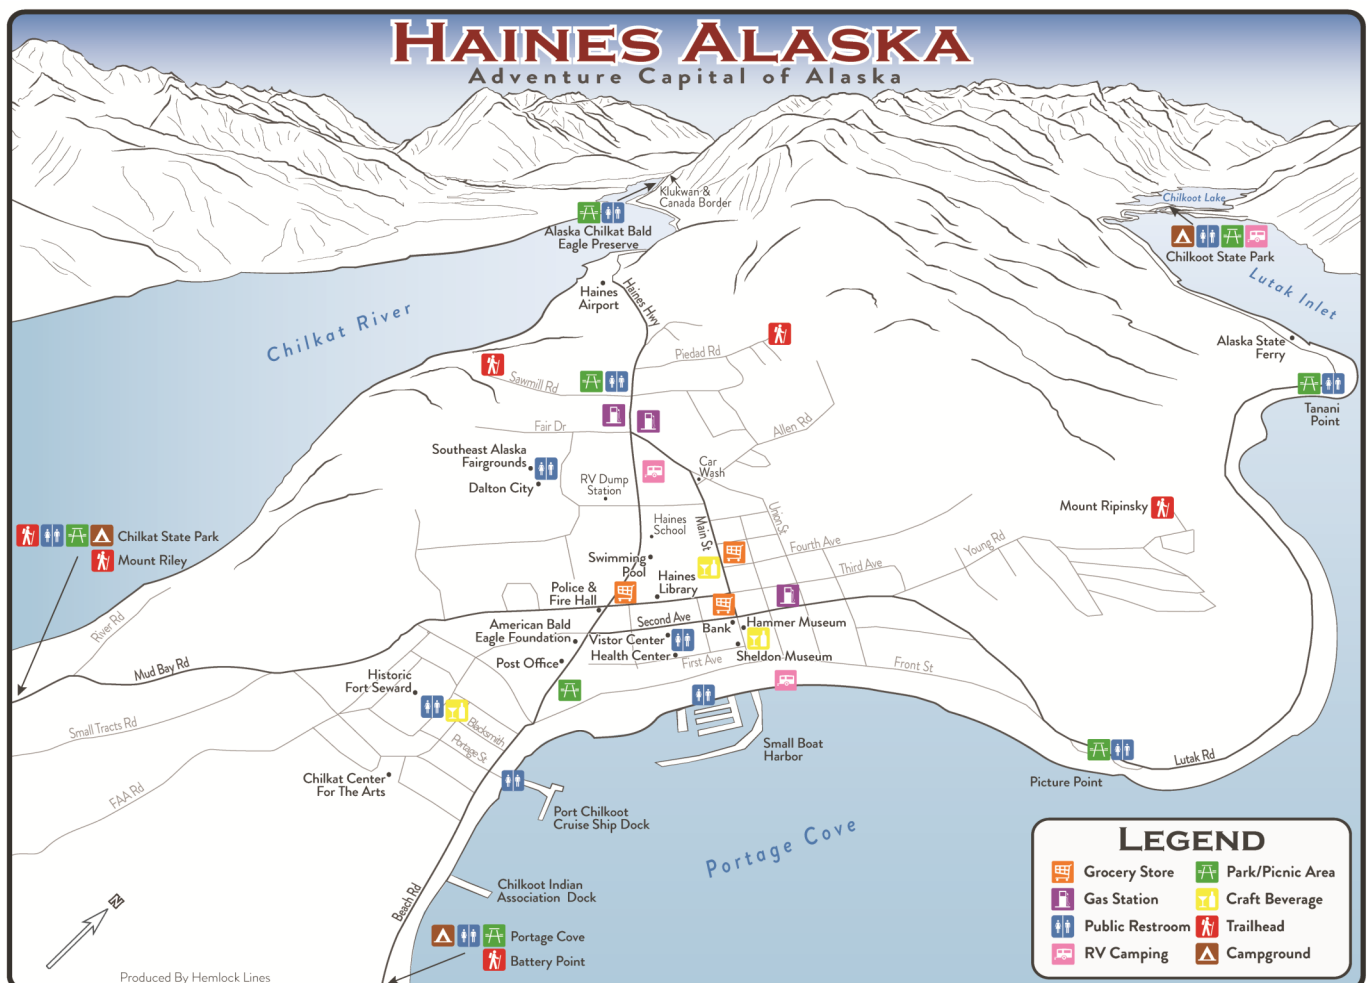 HAINES ALASKA
Adventure Capital of Alaska
Klukwan &
Canada Border
Alaska Chilkat Bald
Eagle Preserve
Chilkoot Lake
Chilkoot State Park
Lutak Inlet
Haines
Airport
Haines Hwy
Chilkat River
Alaska State
Ferry
Piedad Rd
Sawmill Rd
Tanani
Point
Fair Dr
Allen Rd
Southeast Alaska
Fairgrounds
Dalton City
RV Dump
Station
Car
Wash
Mount Ripinsky
Haines
School
Main St
Union St
Fourth Ave
Young Rd
Chilkat State Park
Mount Riley
Swimming
Pool
Third Ave
Haines
Library
Police &
Fire Hall
River Rd
American Bald
Eagle Foundation
Second Ave
Bank
Hammer Museum
Vistor Center
Health Center
First Ave
Sheldon Museum
Post Office
Front St
Mud Bay Rd
Historic
Fort Seward
Small Tracts Rd
Blacksmith
Portage St
Small Boat
Harbor
Lutak Rd
Picture Point
Chilkat Center
For The Arts
FAA Rd
Port Chilkoot
Cruise Ship Dock
Portage Cove
Beach Rd
Chilkoot Indian
Association Dock
N
Portage Cove
Battery Point
Produced By Hemlock Lines
LEGEND
Grocery Store
Park/Picnic Area
Gas Station
Craft Beverage
Public Restroom
Trailhead
RV Camping
Campground